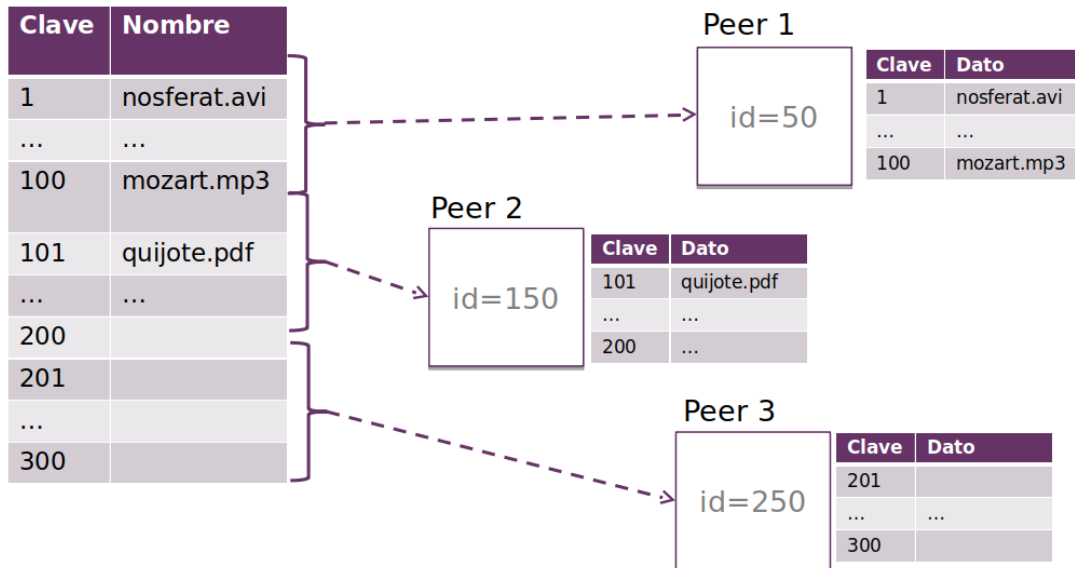 Clave Nombre
1 nosferat.avi
... ...
100 mozart.mp3
101 quijote.pdf
... ...
200
201
...
300
Peer 1
id=50
Clave Dato
1 nosferat.avi
... ...
100 mozart.mp3
Peer 2
id=150
Clave Dato
101 quijote.pdf
... ...
200 ...
Peer 3
id=250
Clave Dato
201
... ...
300